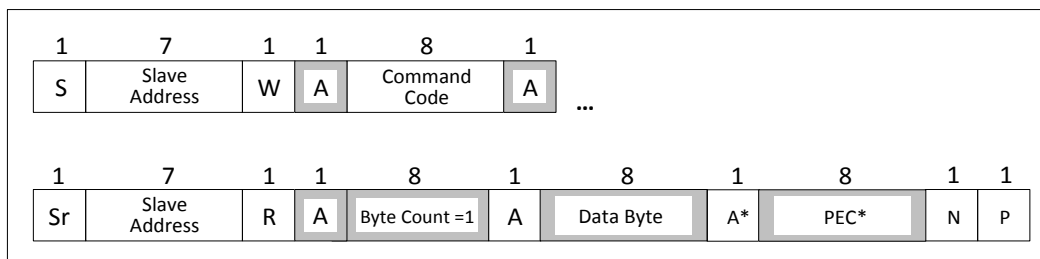 1 7 1 1 8 1
S Slave Address W A Command Code A ...
1 7 1 1 8 1 8 1 8 1 1
Sr Slave Address R A Byte Count =1 A Data Byte A* PEC* N P